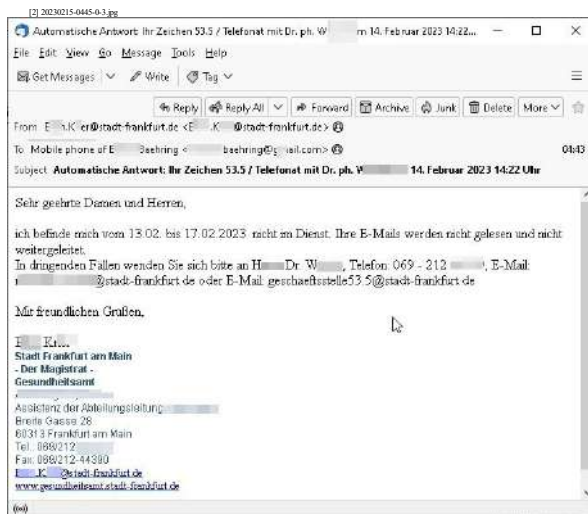 [2] 20230215-0445-0-3.jpg
Automatische Antwort: Ihr Zeichen 53.5 / Telefonat mit Dr. ph. W m 14. Februar 2023 14:22...
File Edit View Go Message Tools Help
Get Messages Write Tag
Reply Reply All Forward Archive Junk Delete More
From @stadt-frankfurt.de @stadt-frankfurt.de>
To Mobile phone of E Baehring < baehring@ 04:43
Subject Automatische Antwort: Ihr Zeichen 53.5 / Telefonat mit Dr. ph. W 14. Februar 2023 14:22 Uhr
Sehr geehrte Damen und Herren,
ich befinde mich vom 13.02. bis 17.02.2023 nicht im Dienst. Ihre E-Mails werden nicht gelesen und nicht
weitergeleitet.
In dringenden Fällen wenden Sie sich bitte an H Dr. W , Telefon: 069 - 212 , E-Mail:
@stadt-frankfurt.de oder E-Mail: geschaeftsstelle53.5@stadt-frankfurt.de
Mit freundlichen Grüßen,
Stadt Frankfurt am Main
- Der Magistrat -
Gesundheitsamt
Assistenz der Abteilungsleitung
Breite Gasse 28
60313 Frankfurt am Main
Tel.: 069/212
Fax: 069/212-44380
@stadt-frankfurt.de
www.gesundheitsamt.stadt-frankfurt.de